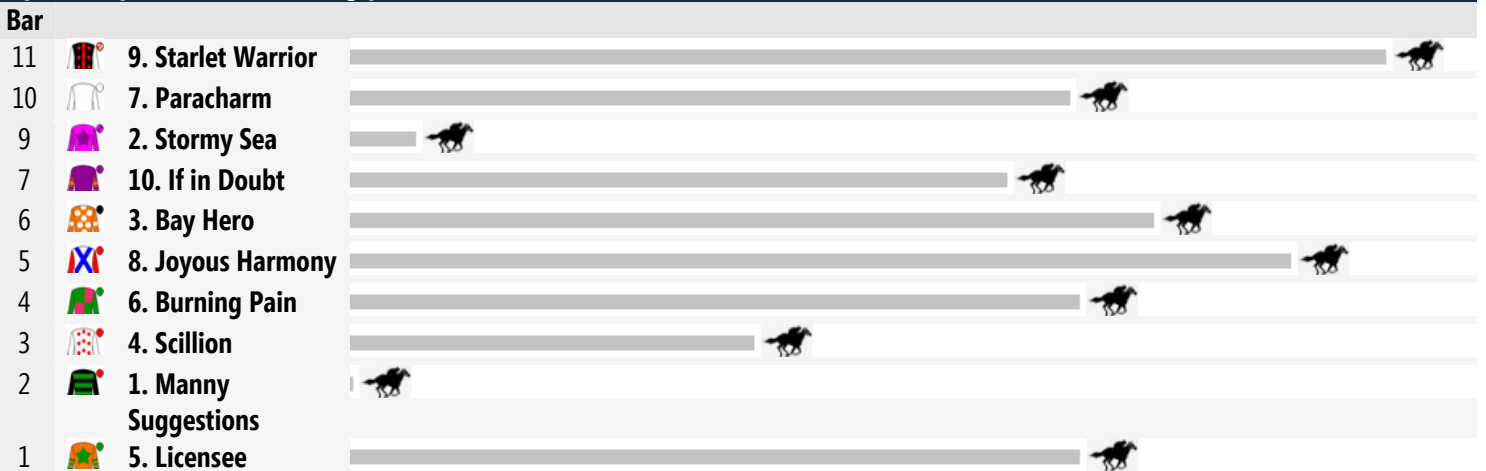 Bar
11 9. Starlet Warrior
10 7. Paracharm
9 2. Stormy Sea
7 10. If in Doubt
6 3. Bay Hero
5 8. Joyous Harmony
4 6. Burning Pain
3 4. Scillion
2 1. Manny
Suggestions
1 5. Licensee